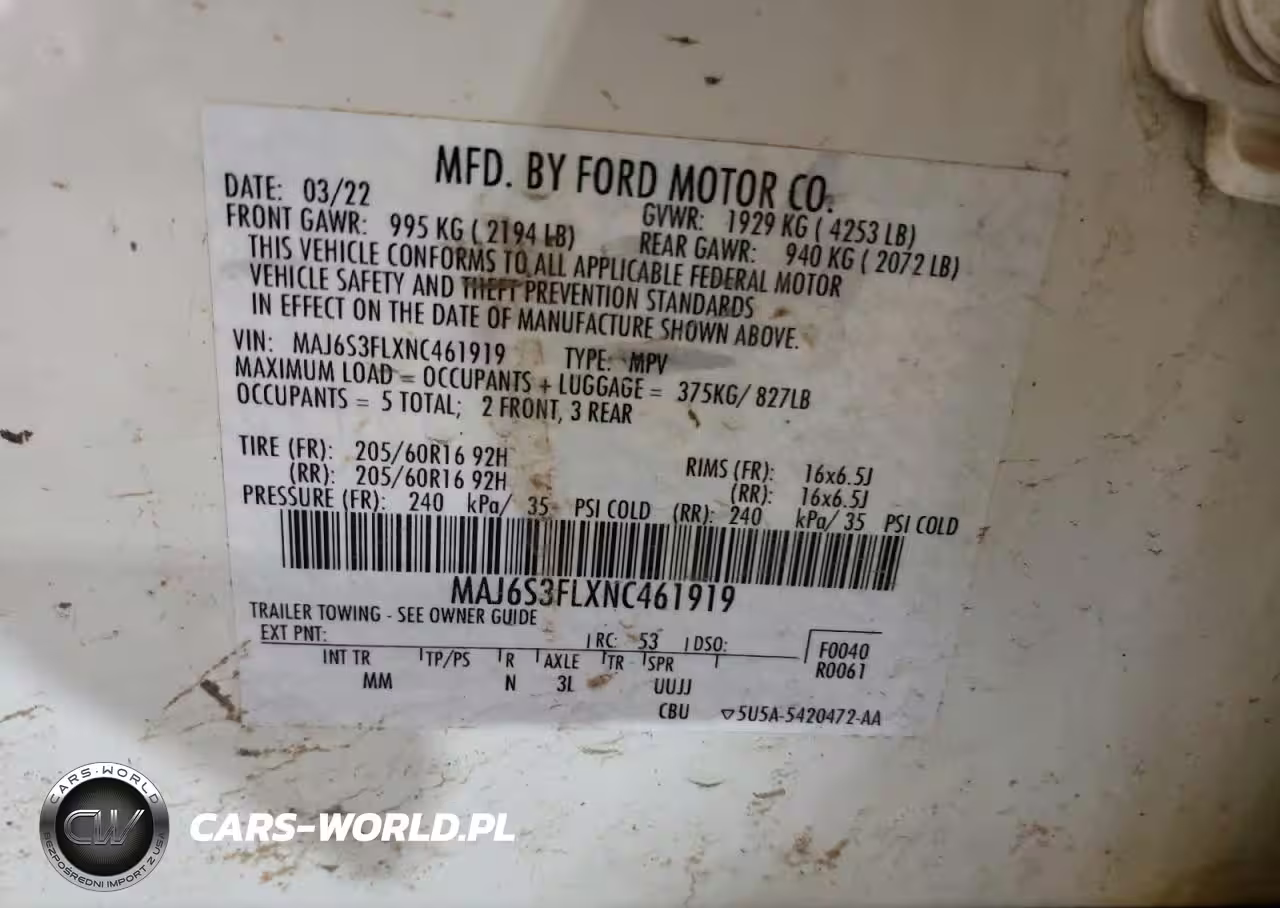 MFD. BY FORD MOTOR CO.
DATE: 03/22 GVWR: 1929 KG ( 4253 LB)
FRONT GAWR: 995 KG ( 2194 LB) REAR GAWR: 940 KG ( 2072 LB)
THIS VEHICLE CONFORMS TO ALL APPLICABLE FEDERAL MOTOR
VEHICLE SAFETY AND THEFT PREVENTION STANDARDS
IN EFFECT ON THE DATE OF MANUFACTURE SHOWN ABOVE.
VIN: MAJ6S3FLXNC461919 TYPE: MPV
MAXIMUM LOAD = OCCUPANTS + LUGGAGE = 375KG/ 827LB
OCCUPANTS = 5 TOTAL; 2 FRONT, 3 REAR
TIRE (FR): 205/60R16 92H RIMS (FR): 16x6.5J
(RR): 205/60R16 92H (RR): 16x6.5J
PRESSURE (FR): 240 kPa/ 35 PSI COLD (RR): 240 kPa/ 35 PSI COLD
MAJ6S3FLXNC461919
TRAILER TOWING - SEE OWNER GUIDE
EXT PNT: RC: 53 DSO: F0040
INT TR TP/PS R AXLE TR SPR R0061
MM N 3L UUJJ
CBU ▽5U5A-5420472-AA
CARS-WORLD
CW
BEZPOŚREDNI IMPORT Z USA
CARS-WORLD.PL